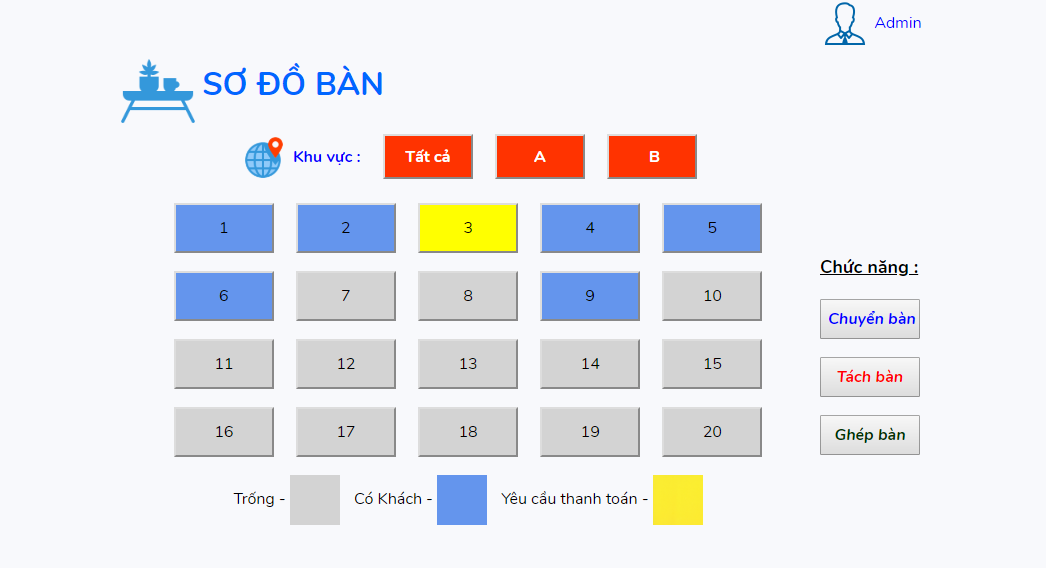 Admin
SƠ ĐỒ BÀN
Khu vực : Tất cả A B
1 2 3 4 5
6 7 8 9 10
Chức năng :
Chuyển bàn
11 12 13 14 15
Tách bàn
16 17 18 19 20
Ghép bàn
Trống - Có Khách - Yêu cầu thanh toán -